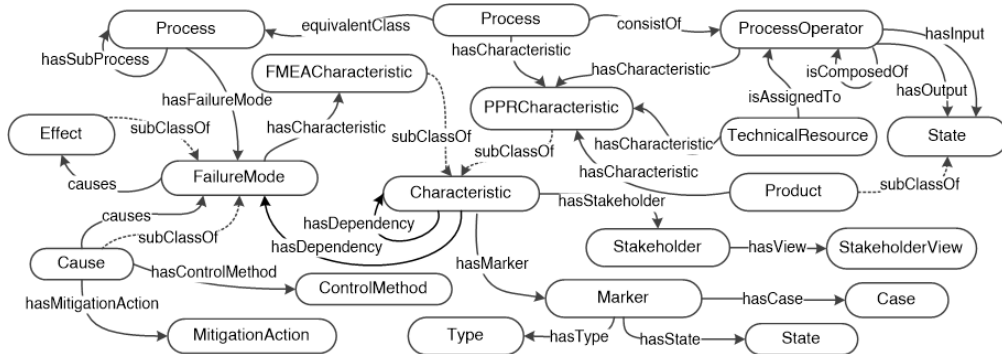 Process
equivalentClass
Process
consistOf
ProcessOperator
hasInput
hasSubProcess
hasCharacteristic
FMEACharacteristic
hasCharacteristic
isComposedOf
hasFailureMode
PPRCharacteristic
isAssignedTo
hasOutput
Effect
subClassOf
hasCharacteristic
subClassOf
hasCharacteristic
TechnicalResource
State
subClassOf
hasCharacteristic
causes
FailureMode
Characteristic
Product
subClassOf
hasStakeholder
causes
hasDependency
subClassOf
hasDependency
Stakeholder
hasView
StakeholderView
Cause
hasMarker
hasControlMethod
ControlMethod
Marker
hasCase
Case
hasMitigationAction
MitigationAction
Type
hasType
hasState
State